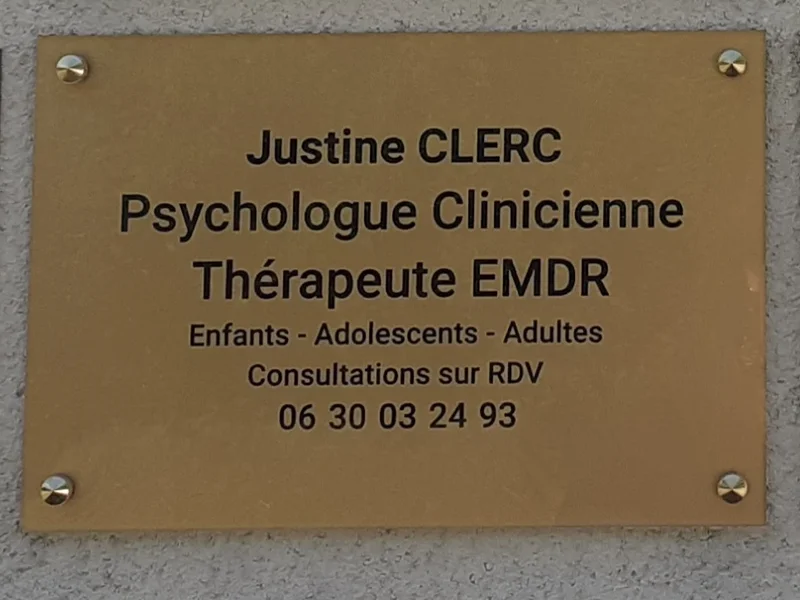 Justine CLERC
Psychologue Clinicienne
Thérapeute EMDR
Enfants - Adolescents - Adultes
Consultations sur RDV
06 30 03 24 93